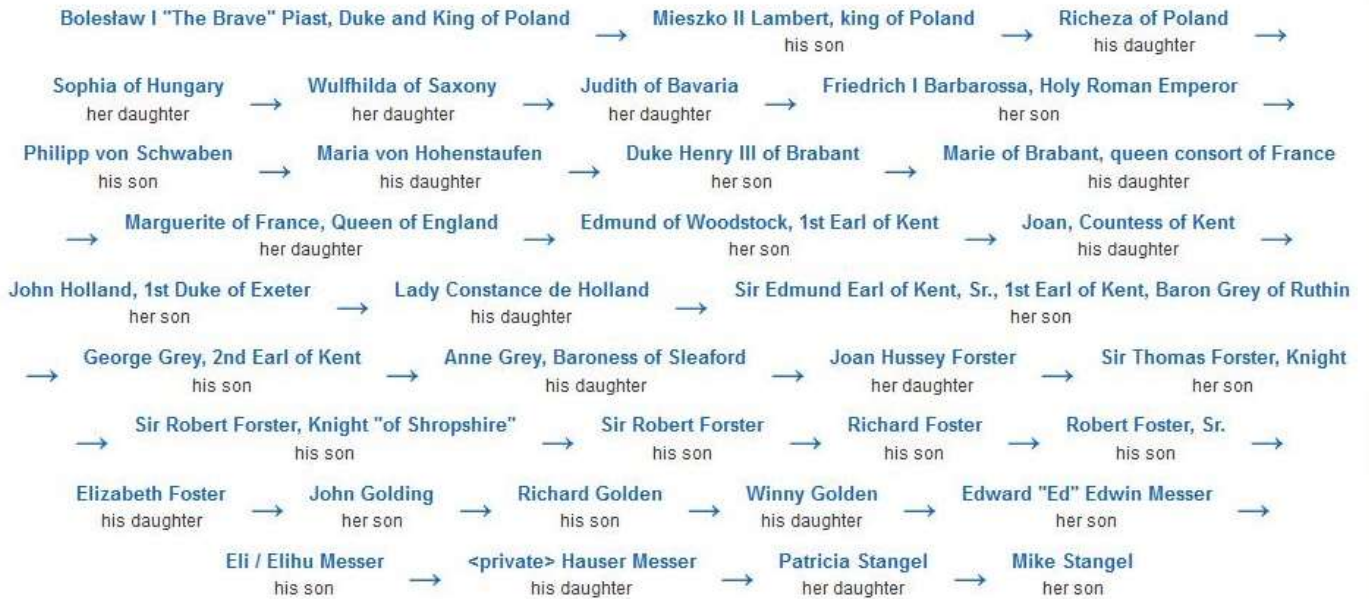 Bolesław I "The Brave" Piast, Duke and King of Poland → Mieszko II Lambert, king of Poland → Richeza of Poland →
his son his daughter
Sophia of Hungary → Wulfhilda of Saxony → Judith of Bavaria → Friedrich I Barbarossa, Holy Roman Emperor →
her daughter her daughter her daughter her son
Philipp von Schwaben → Maria von Hohenstaufen → Duke Henry III of Brabant → Marie of Brabant, queen consort of France
his son his daughter her son his daughter
→ Marguerite of France, Queen of England → Edmund of Woodstock, 1st Earl of Kent → Joan, Countess of Kent →
her daughter her son his daughter
John Holland, 1st Duke of Exeter → Lady Constance de Holland → Sir Edmund Earl of Kent, Sr., 1st Earl of Kent, Baron Grey of Ruthin
her son his daughter her son
→ George Grey, 2nd Earl of Kent → Anne Grey, Baroness of Sleaford → Joan Hussey Forster → Sir Thomas Forster, Knight
his son his daughter her daughter her son
→ Sir Robert Forster, Knight "of Shropshire" → Sir Robert Forster → Richard Foster → Robert Foster, Sr. →
his son his son his son his son
Elizabeth Foster → John Golding → Richard Golden → Winny Golden → Edward "Ed" Edwin Messer →
his daughter her son his son his daughter her son
Eli / Elihu Messer → <private> Hauser Messer → Patricia Stangel → Mike Stangel
his son his daughter her daughter her son